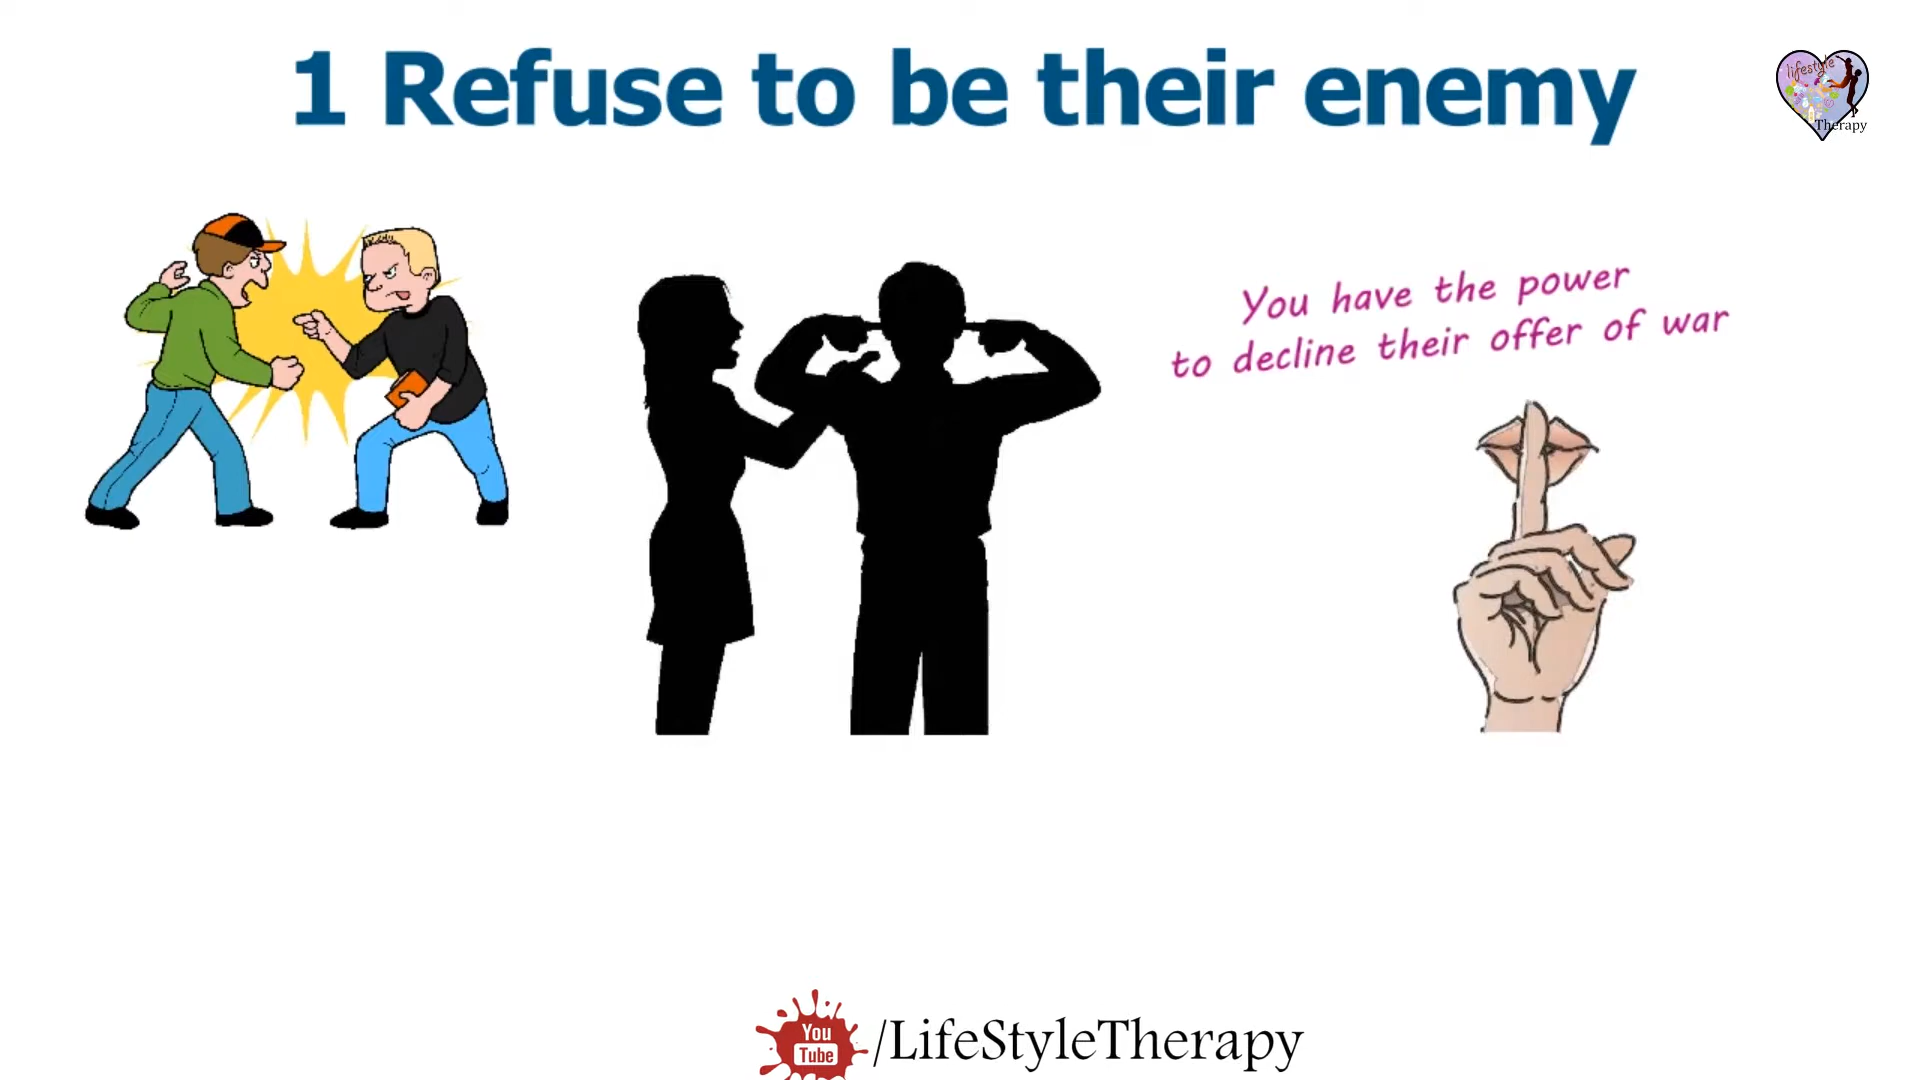 1 Refuse to be their enemy
lifestyle
Therapy
You have the power
to decline their offer of war
You
Tube
/LifeStyleTherapy